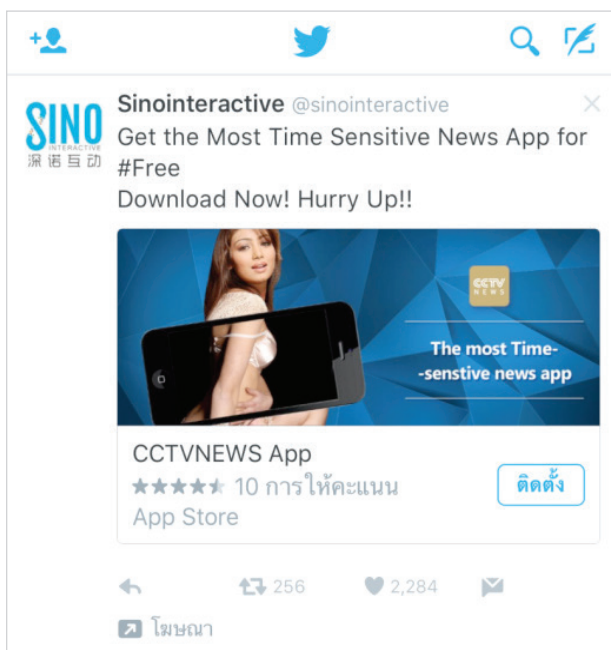 Sinointeractive @sinointeractive
SINO
INTERACTIVE
深诺互动
Get the Most Time Sensitive News App for
#Free
Download Now! Hurry Up!!
CCTV
NEWS
The most Time-
-senstive news app
CCTVNEWS App
10 การให้คะแนน
ติดตั้ง
App Store
256
2,284
โฆษณา